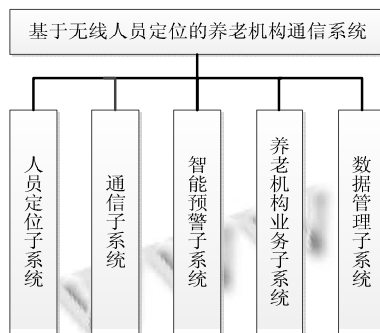 基于无线人员定位的养老机构通信系统
人员定位子系统
通信子系统
智能预警子系统
养老机构业务子系统
数据管理子系统